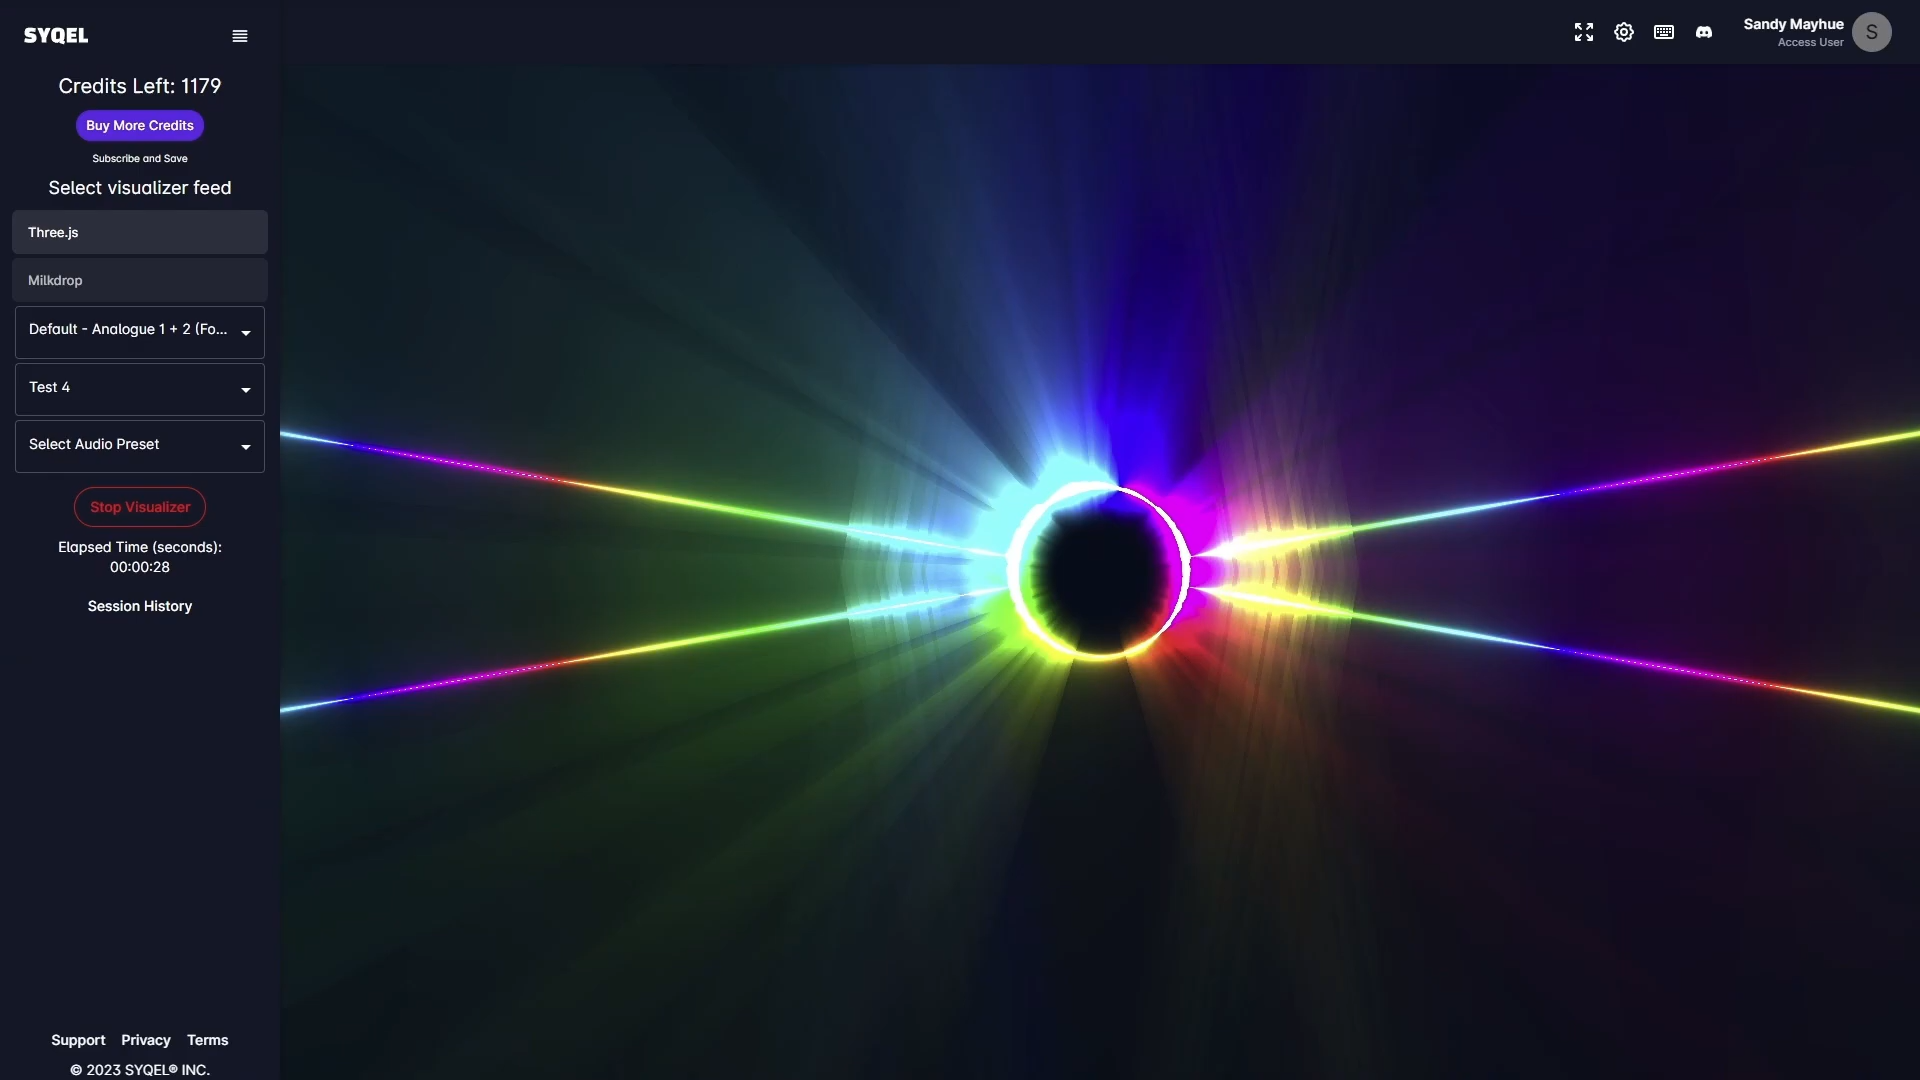 SYQEL
Sandy Mayhue
Access User
S
Credits Left: 1179
Buy More Credits
Subscribe and Save
Select visualizer feed
Three.js
Milkdrop
Default - Analogue 1 + 2 (Fo...
Test 4
Select Audio Preset
Stop Visualizer
Elapsed Time (seconds):
00:00:28
Session History
Support Privacy Terms
© 2023 SYQEL® INC.